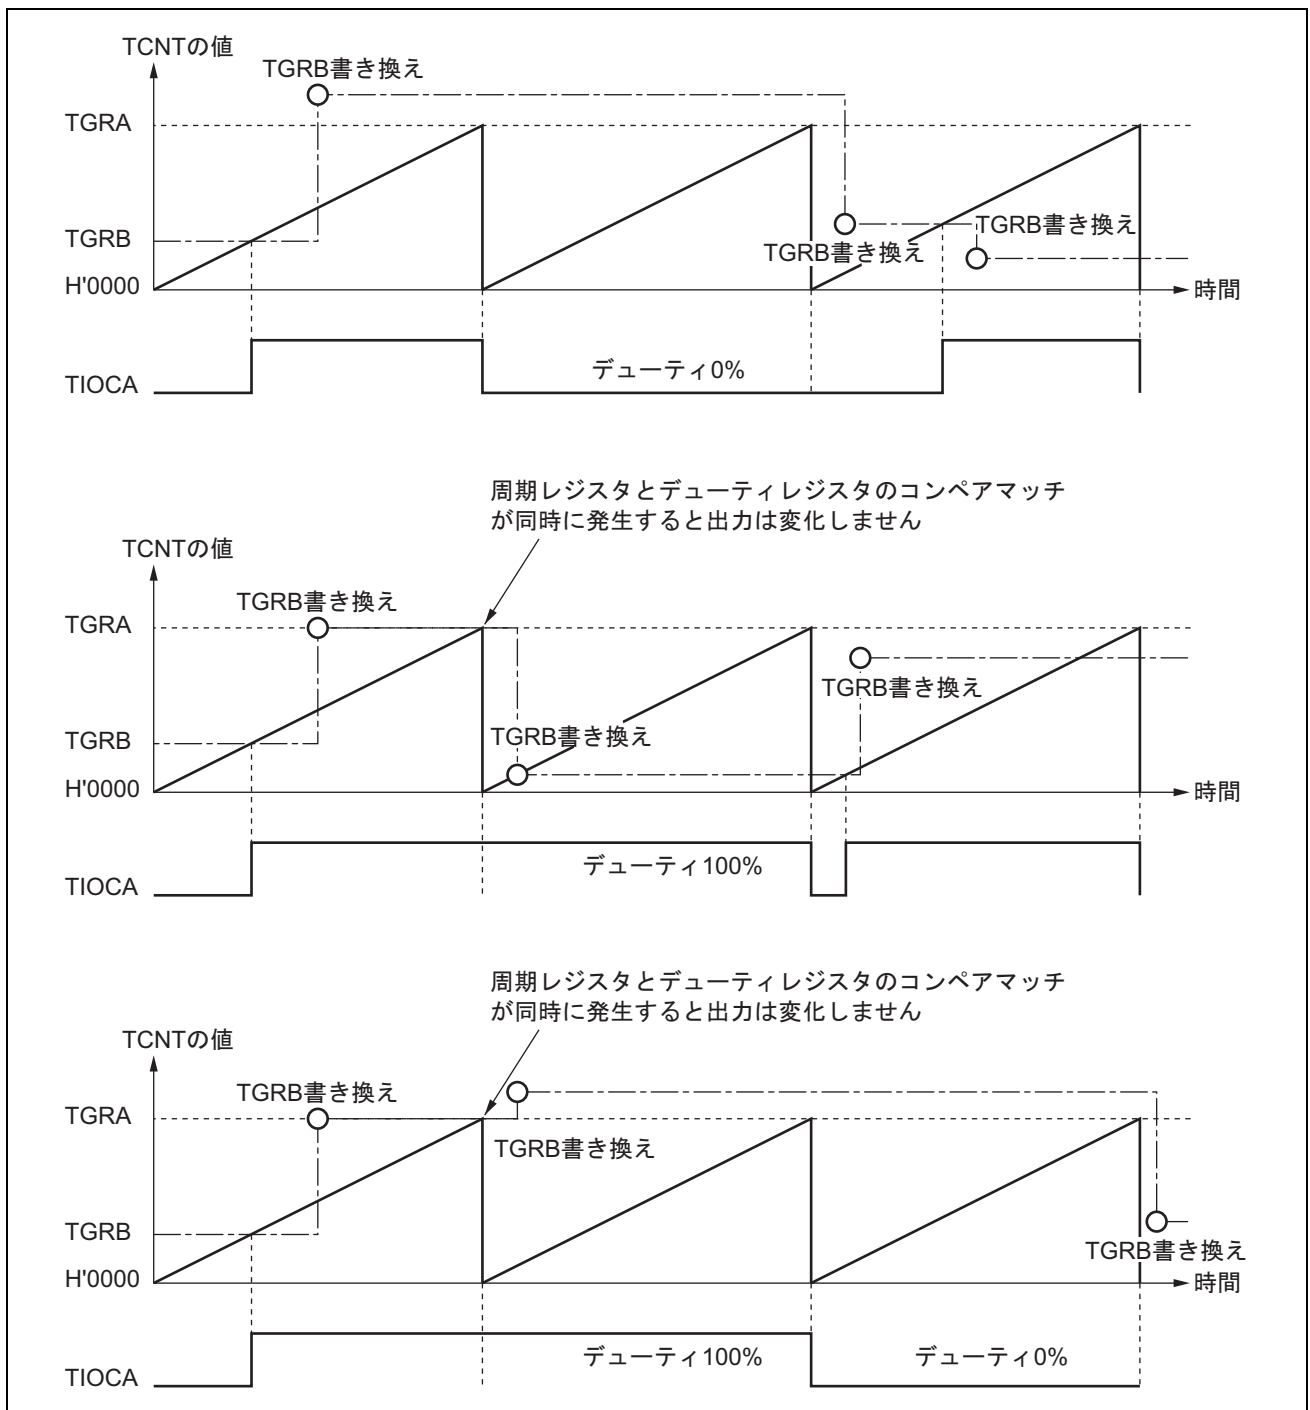 TCNTの値
TGRB書き換え
TGRA
TGRB
TGRB書き換え
TGRB書き換え
H'0000
時間
デューティ0%
TIOCA
周期レジスタとデューティレジスタのコンペアマッチ
が同時に発生すると出力は変化しません
TCNTの値
TGRB書き換え
TGRA
TGRB書き換え
TGRB
TGRB書き換え
H'0000
時間
デューティ100%
TIOCA
周期レジスタとデューティレジスタのコンペアマッチ
が同時に発生すると出力は変化しません
TCNTの値
TGRB書き換え
TGRA
TGRB書き換え
TGRB
TGRB書き換え
H'0000
時間
デューティ100%
デューティ0%
TIOCA